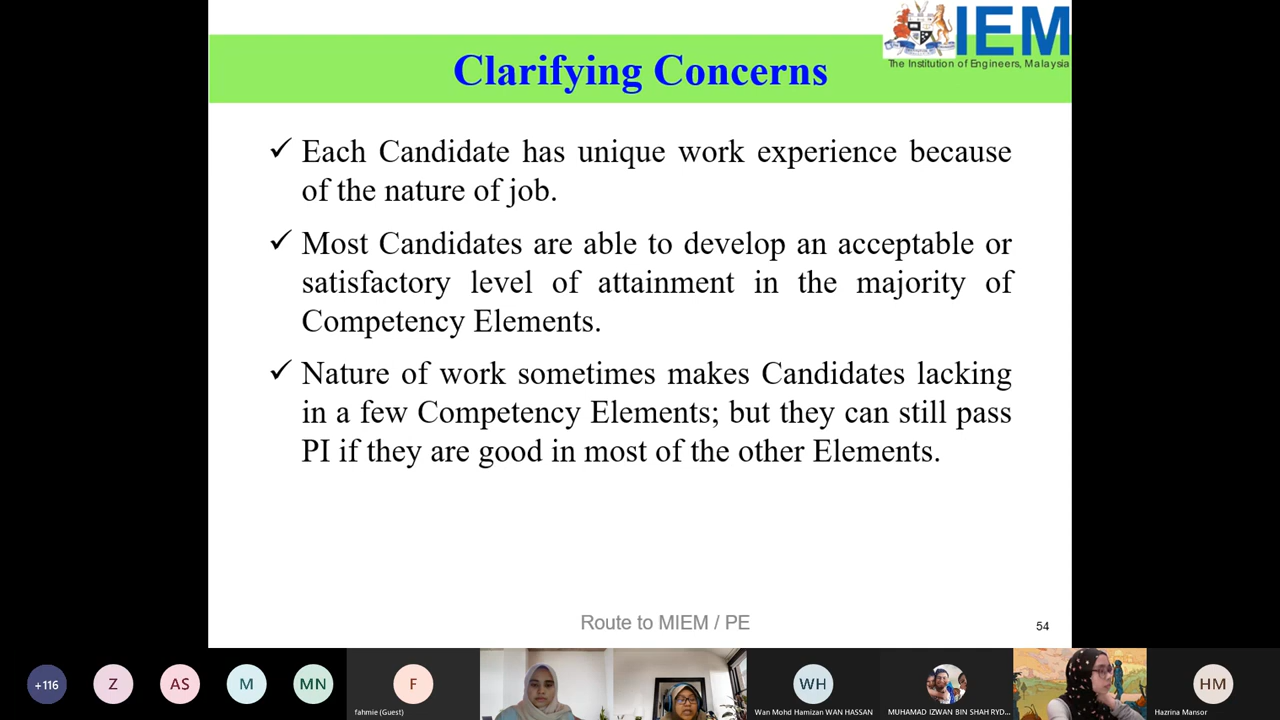 IEM
The Institution of Engineers, Malaysia
Clarifying Concerns
✓ Each Candidate has unique work experience because
of the nature of job.
✓ Most Candidates are able to develop an acceptable or
satisfactory level of attainment in the majority of
Competency Elements.
✓ Nature of work sometimes makes Candidates lacking
in a few Competency Elements; but they can still pass
PI if they are good in most of the other Elements.
Route to MIEM / PE
54
+116
Z
AS
M
MN
F
WH
HM
fahmie (Guest)
Wan Mohd Hamizan WAN HASSAN
MUHAMAD IZWAN BIN SHAH RYD...
Hazrina Mansor